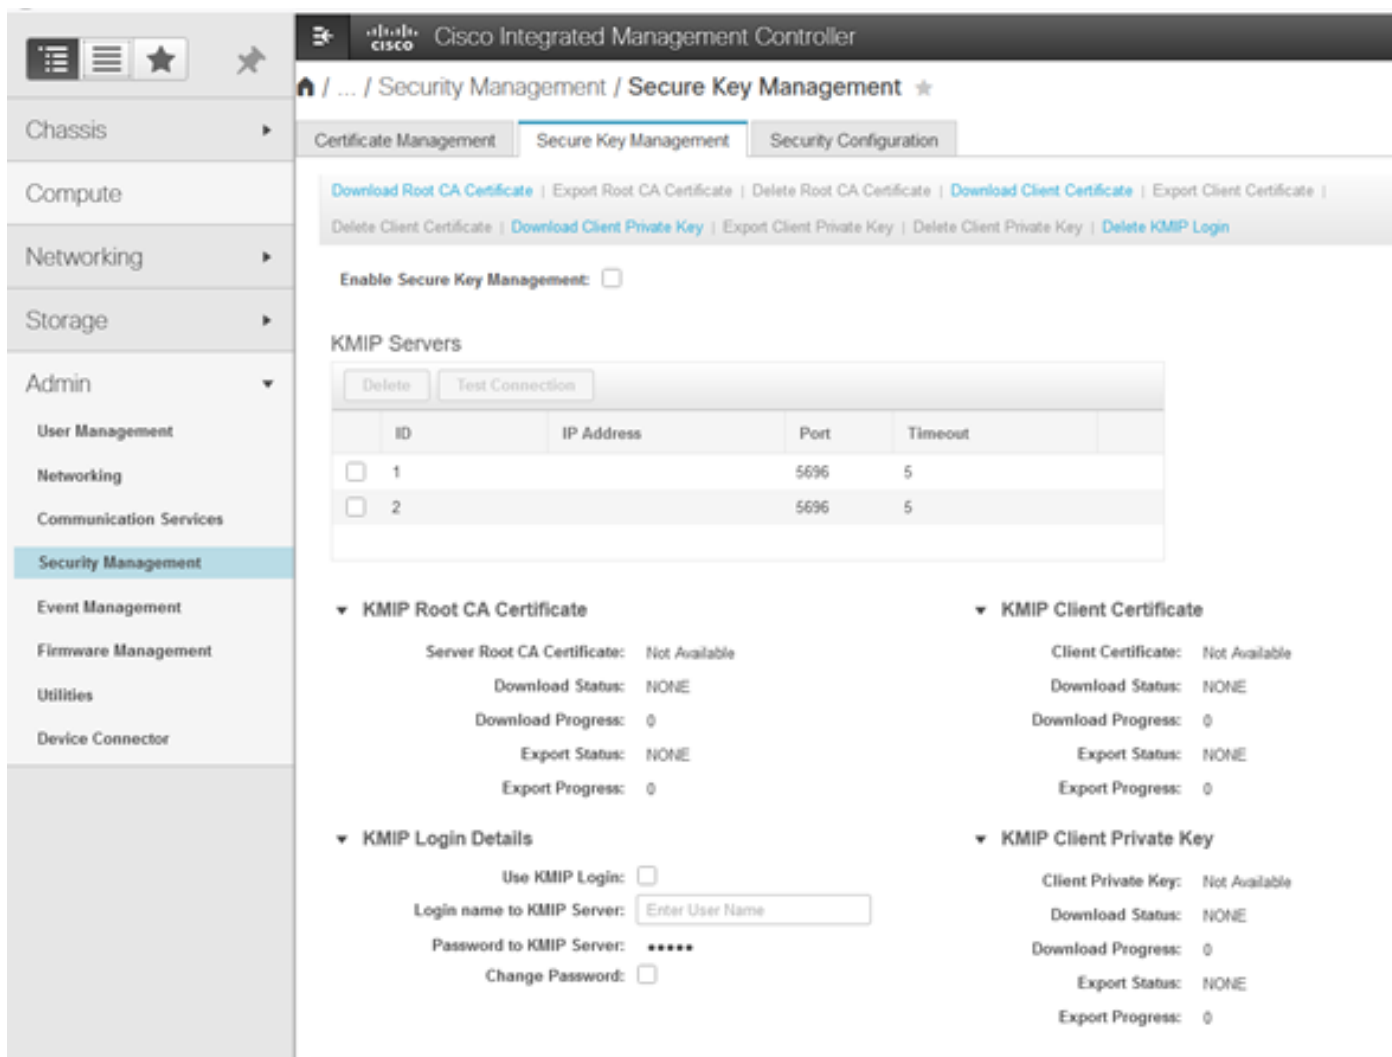 cisco Cisco Integrated Management Controller
/ ... / Security Management / Secure Key Management
Chassis
Compute
Networking
Storage
Admin
User Management
Networking
Communication Services
Security Management
Event Management
Firmware Management
Utilities
Device Connector
Certificate Management Secure Key Management Security Configuration
Download Root CA Certificate | Export Root CA Certificate | Delete Root CA Certificate | Download Client Certificate | Export Client Certificate |
Delete Client Certificate | Download Client Private Key | Export Client Private Key | Delete Client Private Key | Delete KMIP Login
Enable Secure Key Management:
KMIP Servers
Delete Test Connection
ID IP Address Port Timeout
1 5696 5
2 5696 5
KMIP Root CA Certificate
Server Root CA Certificate: Not Available
Download Status: NONE
Download Progress: 0
Export Status: NONE
Export Progress: 0
KMIP Client Certificate
Client Certificate: Not Available
Download Status: NONE
Download Progress: 0
Export Status: NONE
Export Progress: 0
KMIP Login Details
Use KMIP Login:
Login name to KMIP Server: Enter User Name
Password to KMIP Server: •••••
Change Password:
KMIP Client Private Key
Client Private Key: Not Available
Download Status: NONE
Download Progress: 0
Export Status: NONE
Export Progress: 0